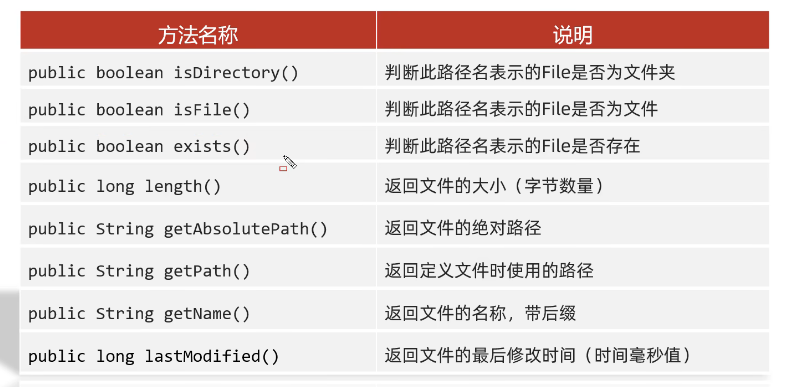 方法名称 说明
public boolean isDirectory() 判断此路径名表示的File是否为文件夹
public boolean isFile() 判断此路径名表示的File是否为文件
public boolean exists() 判断此路径名表示的File是否存在
public long length() 返回文件的大小（字节数量）
public String getAbsolutePath() 返回文件的绝对路径
public String getPath() 返回定义文件时使用的路径
public String getName() 返回文件的名称，带后缀
public long lastModified() 返回文件的最后修改时间（时间毫秒值）